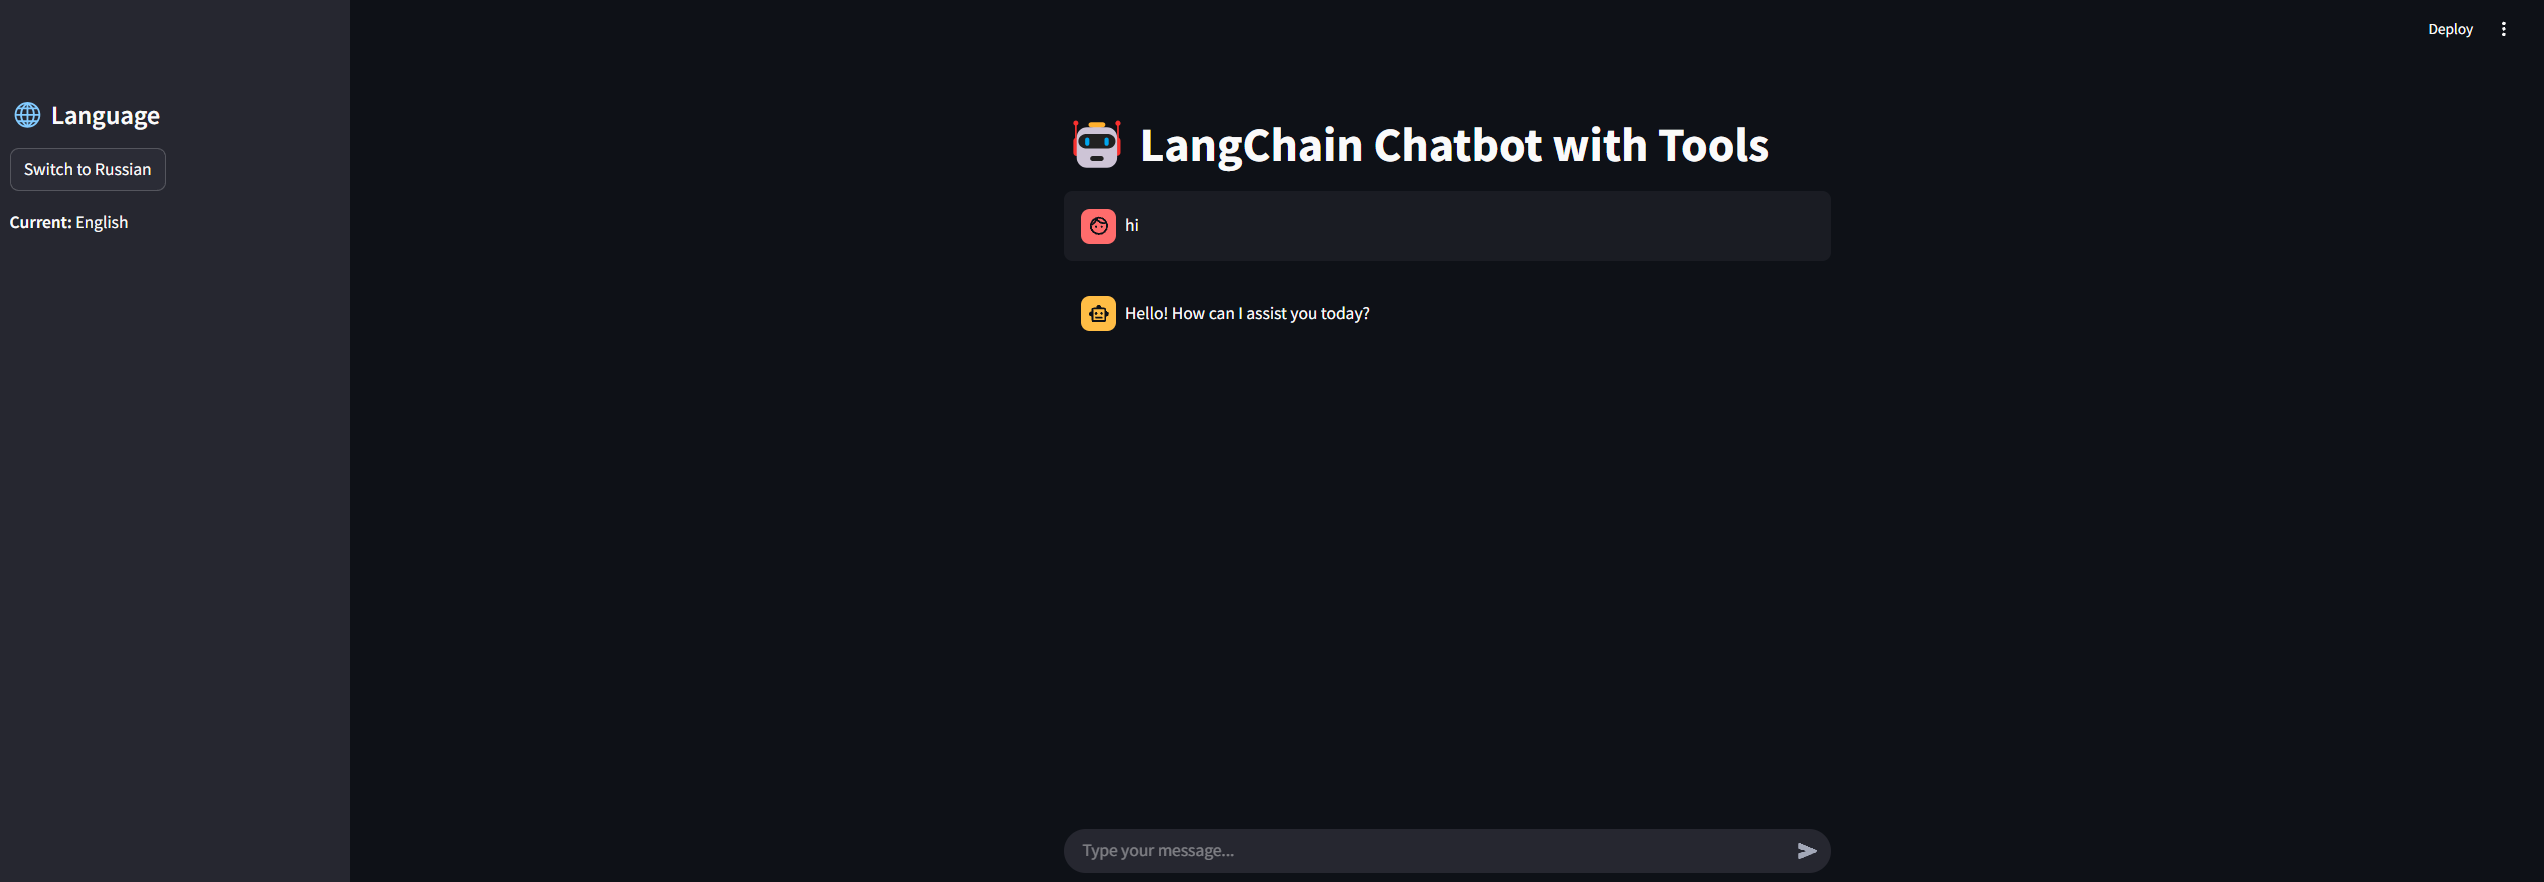 Deploy
Language
Switch to Russian
Current: English
LangChain Chatbot with Tools
hi
Hello! How can I assist you today?
Type your message...